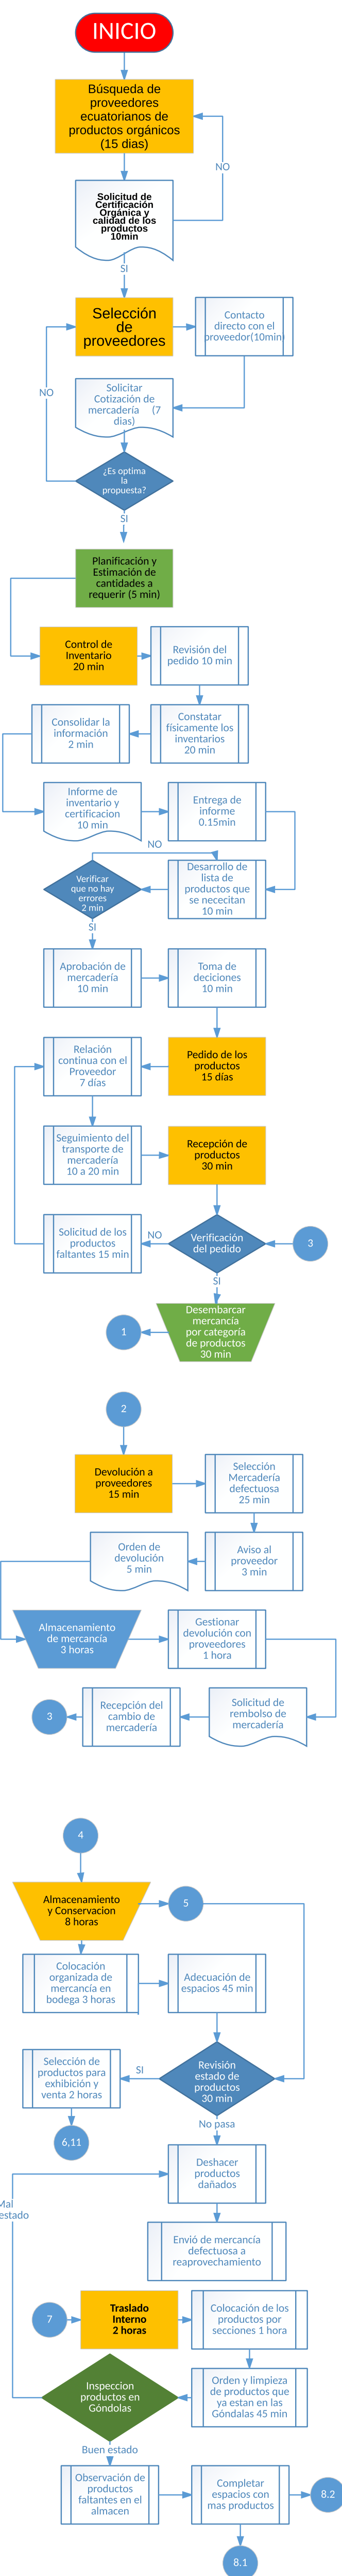 INICIO
Búsqueda de
proveedores
ecuatorianos de
productos orgánicos
(15 dias)
NO
Solicitud de
Certificación
Orgánica y
calidad de los
productos
10min
SI
Selección
de
proveedores
Contacto
directo con el
proveedor(10min)
NO
Solicitar
Cotización de
mercadería (7
dias)
¿Es optima
la
propuesta?
SI
Planificación y
Estimación de
cantidades a
requerir (5 min)
Control de
Inventario
20 min
Revisión del
pedido 10 min
Consolidar la
información
2 min
Constatar
físicamente los
inventarios
20 min
Informe de
inventario y
certificacion
10 min
Entrega de
informe
0.15min
NO
Verificar
que no hay
errores
2 min
Desarrollo de
lista de
productos que
se nececitan
10 min
SI
Aprobación de
mercadería
10 min
Toma de
deciciones
10 min
Relación
continua con el
Proveedor
7 días
Pedido de los
productos
15 días
Seguimiento del
transporte de
mercadería
10 a 20 min
Recepción de
productos
30 min
Solicitud de los
productos
faltantes 15 min
NO
Verificación
del pedido
3
SI
1
Desembarcar
mercancía
por categoría
de productos
30 min
2
Devolución a
proveedores
15 min
Selección
Mercadería
defectuosa
25 min
Orden de
devolución
5 min
Aviso al
proveedor
3 min
Almacenamiento
de mercancía
3 horas
Gestionar
devolución con
proveedores
1 hora
3
Recepción del
cambio de
mercadería
Solicitud de
rembolso de
mercadería
4
Almacenamiento
y Conservacion
8 horas
5
Colocación
organizada de
mercancía en
bodega 3 horas
Adecuación de
espacios 45 min
Selección de
productos para
exhibición y
venta 2 horas
SI
Revisión
estado de
productos
30 min
No pasa
6,11
Deshacer
productos
dañados
Mal
estado
Envió de mercancía
defectuosa a
reaprovechamiento
7
Traslado
Interno
2 horas
Colocación de los
productos por
secciones 1 hora
Inspeccion
productos en
Góndolas
Orden y limpieza
de productos que
ya estan en las
Góndalas 45 min
Buen estado
Observación de
productos
faltantes en el
almacen
Completar
espacios con
mas productos
8.2
8.1